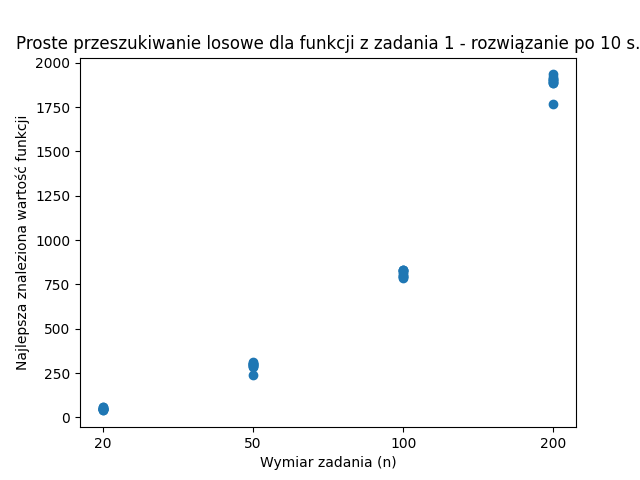 Proste przeszukiwanie losowe dla funkcji z zadania 1 - rozwiązanie po 10 s.
Najlepsza znaleziona wartość funkcji
2000
1750
1500
1250
1000
750
500
250
0
20 50 100 200
Wymiar zadania (n)